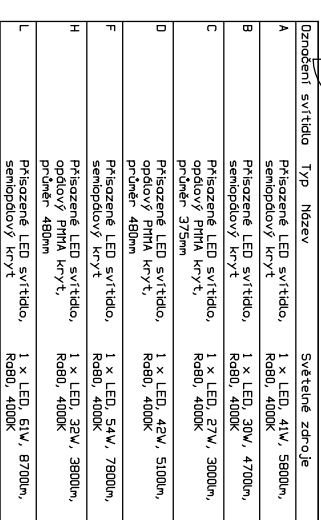 Označení svítidla Typ Název Světelné zdroje
A Přisazené LED svítidlo, 1 x LED, 41W, 5800lm,
semiopálový kryt Ra80, 4000K
B Přisazené LED svítidlo, 1 x LED, 30W, 4700lm,
semiopálový kryt Ra80, 4000K
C Přisazené LED svítidlo, 1 x LED, 27W, 3000lm,
opálový PMMA kryt, Ra80, 4000K
průměr 375mm
D Přisazené LED svítidlo, 1 x LED, 42W, 5100lm,
opálový PMMA kryt, Ra80, 4000K
průměr 480mm
F Přisazené LED svítidlo, 1 x LED, 54W, 7800lm,
semiopálový kryt Ra80, 4000K
H Přisazené LED svítidlo, 1 x LED, 32W, 3800lm,
opálový PMMA kryt, Ra80, 4000K
průměr 480mm
L Přisazené LED svítidlo, 1 x LED, 61W, 8700lm,
semiopálový kryt Ra80, 4000K